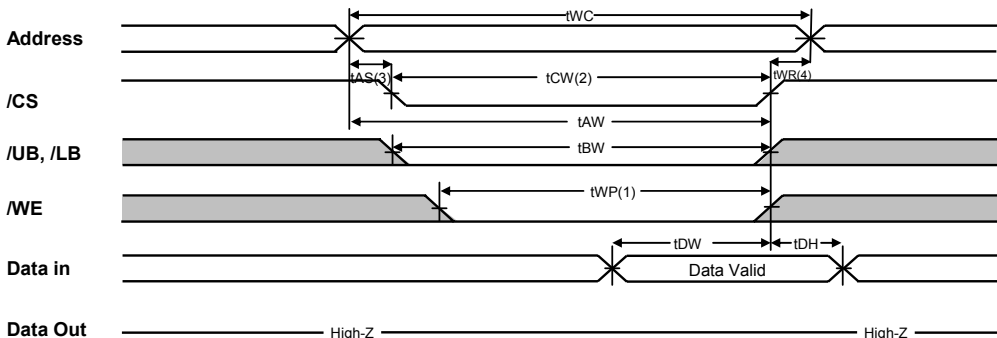 tWC
Address
tAS(3) tCW(2) tWR(4)
/CS
tAW
/UB, /LB tBW
/WE tWP(1)
tDW tDH
Data in Data Valid
Data Out High-Z High-Z